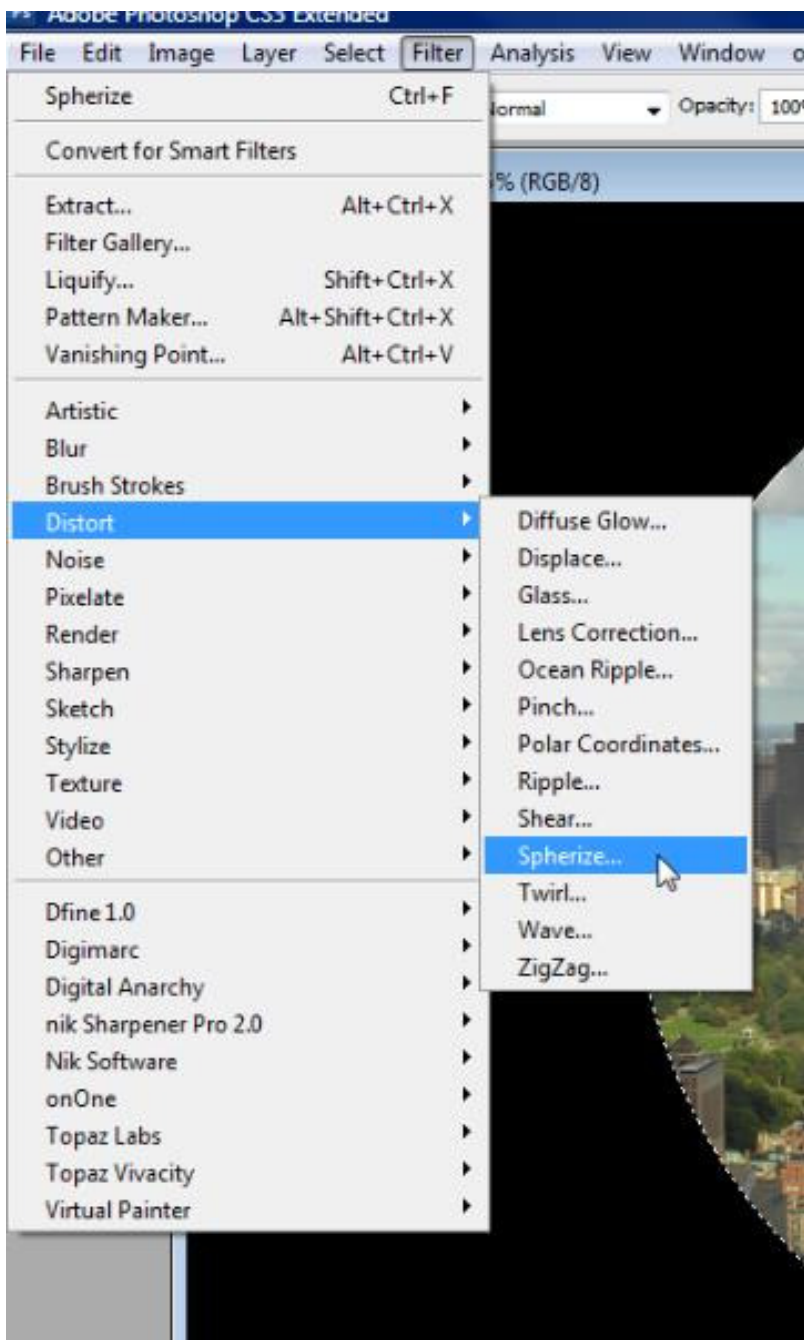 Ps Adobe Photoshop CS3 Extended
File Edit Image Layer Select Filter Analysis View Window
Spherize Ctrl+F
Normal Opacity: 100%
Convert for Smart Filters
% (RGB/8)
Extract... Alt+Ctrl+X
Filter Gallery...
Liquify... Shift+Ctrl+X
Pattern Maker... Alt+Shift+Ctrl+X
Vanishing Point... Alt+Ctrl+V
Artistic
Blur
Brush Strokes
Distort
Noise
Pixelate
Render
Sharpen
Sketch
Stylize
Texture
Video
Other
Diffuse Glow...
Displace...
Glass...
Lens Correction...
Ocean Ripple...
Pinch...
Polar Coordinates...
Ripple...
Shear...
Spherize...
Twirl...
Wave...
ZigZag...
Dfine 1.0
Digimarc
Digital Anarchy
nik Sharpener Pro 2.0
Nik Software
onOne
Topaz Labs
Topaz Vivacity
Virtual Painter